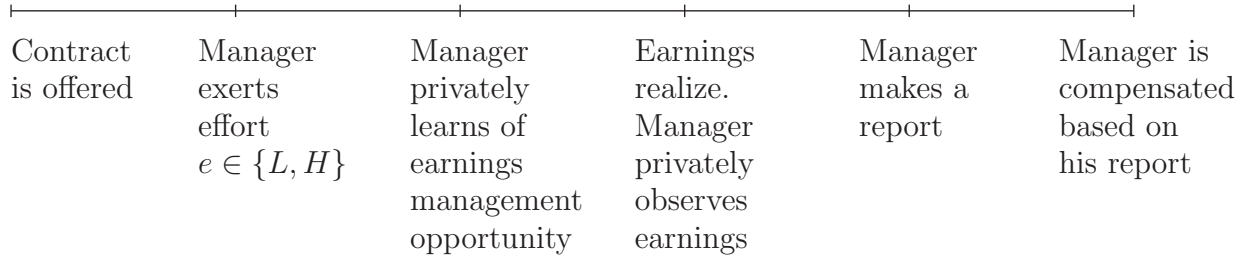 Contract
is offered
Manager
exerts
effort
e ∈ {L, H}
Manager
privately
learns of
earnings
management
opportunity
Earnings
realize.
Manager
privately
observes
earnings
Manager
makes a
report
Manager is
compensated
based on
his report